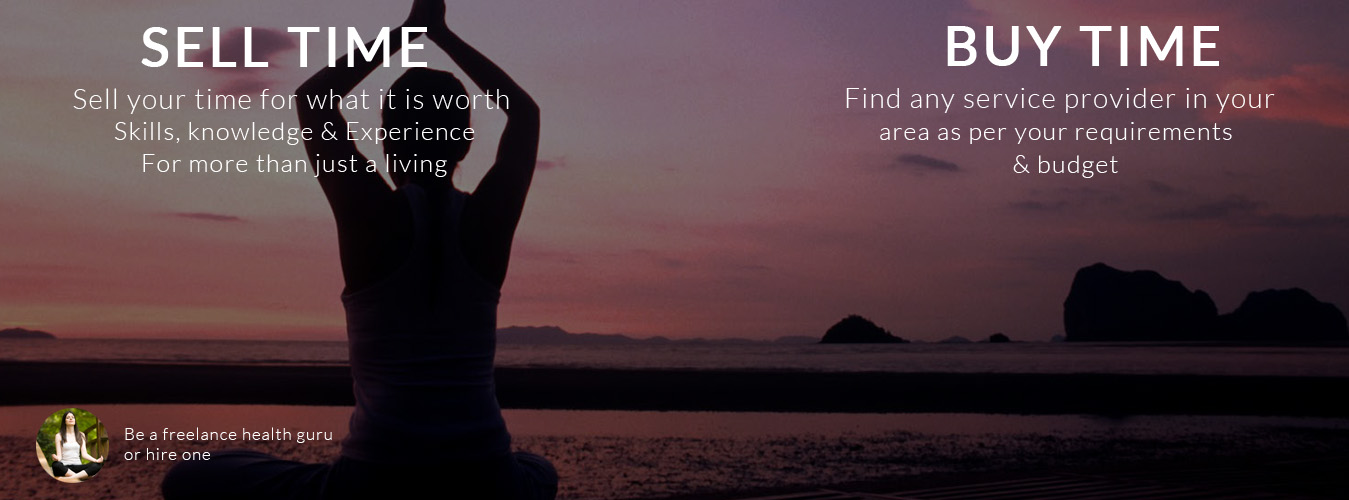 SELL TIME
Sell your time for what it is worth
Skills, knowledge & Experience
For more than just a living
BUY TIME
Find any service provider in your
area as per your requirements
& budget
Be a freelance health guru
or hire one